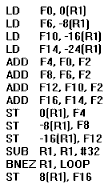 LD F0, 0[R1]
LD F6, -8[R1]
LD F10, -16[R1]
LD F14, -24[R1]
ADD F4, F0, F2
ADD F8, F6, F2
ADD F12, F10, F2
ADD F16, F14, F2
ST 0[R1], F4
ST -8[R1], F8
ST -16[R1], F12
SUB R1, R1, #32
BNEZ R1, LOOP
ST 8[R1], F16